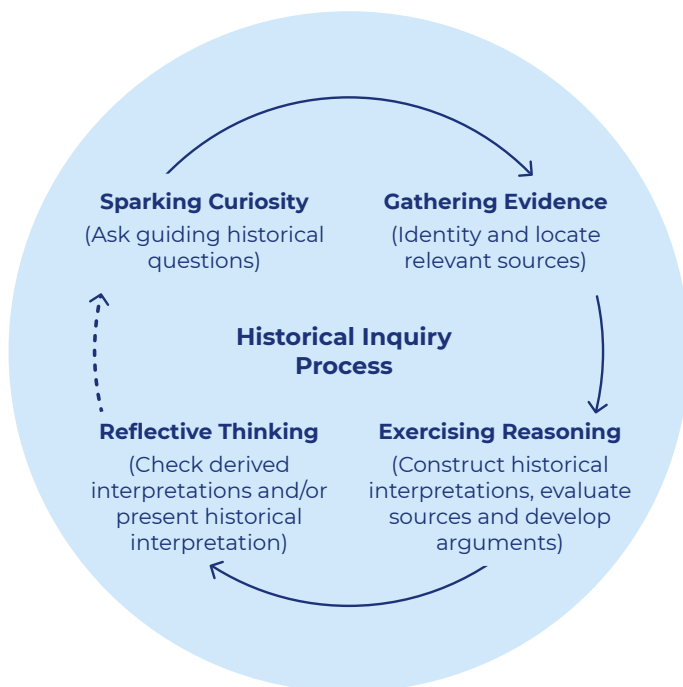 Sparking Curiosity
(Ask guiding historical
questions)
Gathering Evidence
(Identity and locate
relevant sources)
Historical Inquiry
Process
Reflective Thinking
(Check derived
interpretations and/or
present historical
interpretation)
Exercising Reasoning
(Construct historical
interpretations, evaluate
sources and develop
arguments)